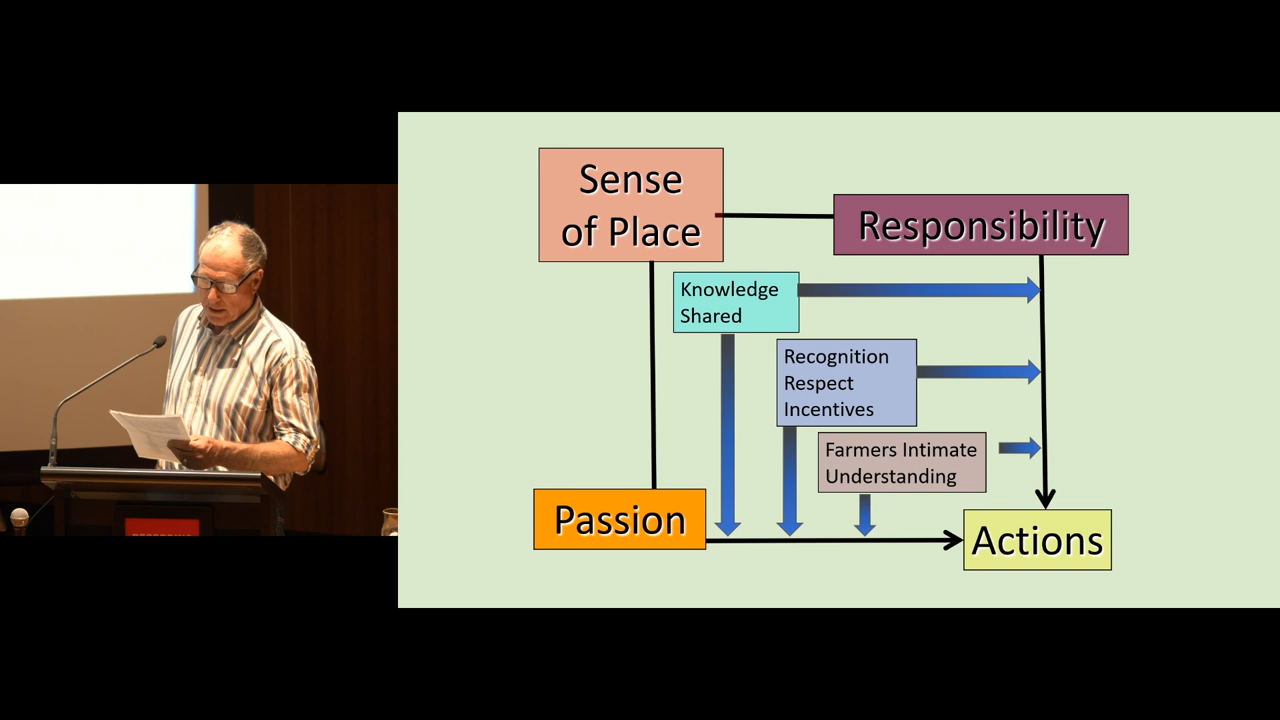 Sense
of Place
Responsibility
Knowledge
Shared
Recognition
Respect
Incentives
Farmers Intimate
Understanding
Passion
Actions